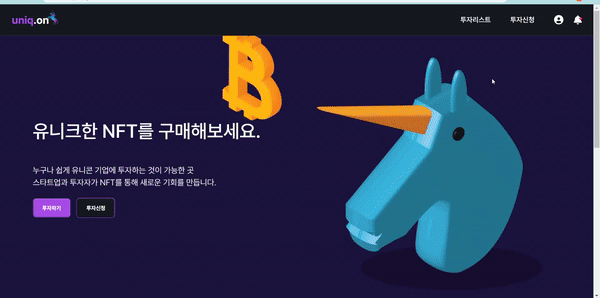 uniq.on
투자리스트
투자신청
유니크한 NFT를 구매해보세요.
누구나 쉽게 유니콘 기업에 투자하는 것이 가능한 곳
스타트업과 투자자가 NFT를 통해 새로운 기회를 만듭니다.
투자하기
투자신청